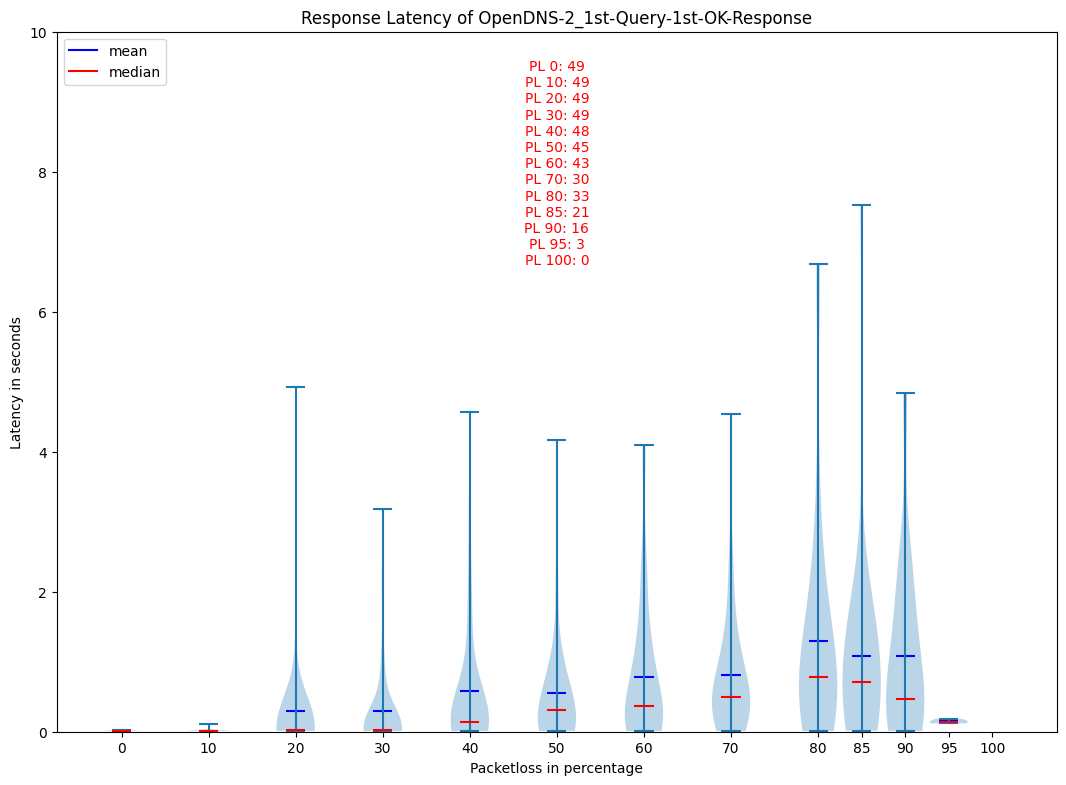 Response Latency of OpenDNS-2_1st-Query-1st-OK-Response
mean
median
PL 0: 49
PL 10: 49
PL 20: 49
PL 30: 49
PL 40: 48
PL 50: 45
PL 60: 43
PL 70: 30
PL 80: 33
PL 85: 21
PL 90: 16
PL 95: 3
PL 100: 0
Latency in seconds
10
8
6
4
2
0
0 10 20 30 40 50 60 70 80 85 90 95 100
Packetloss in percentage